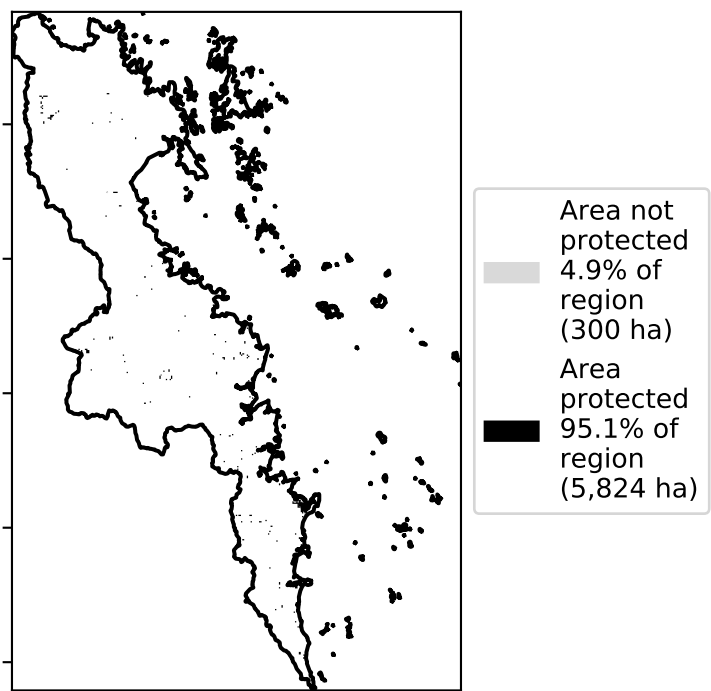 Area not
protected
4.9% of
region
(300 ha)
Area
protected
95.1% of
region
(5,824 ha)